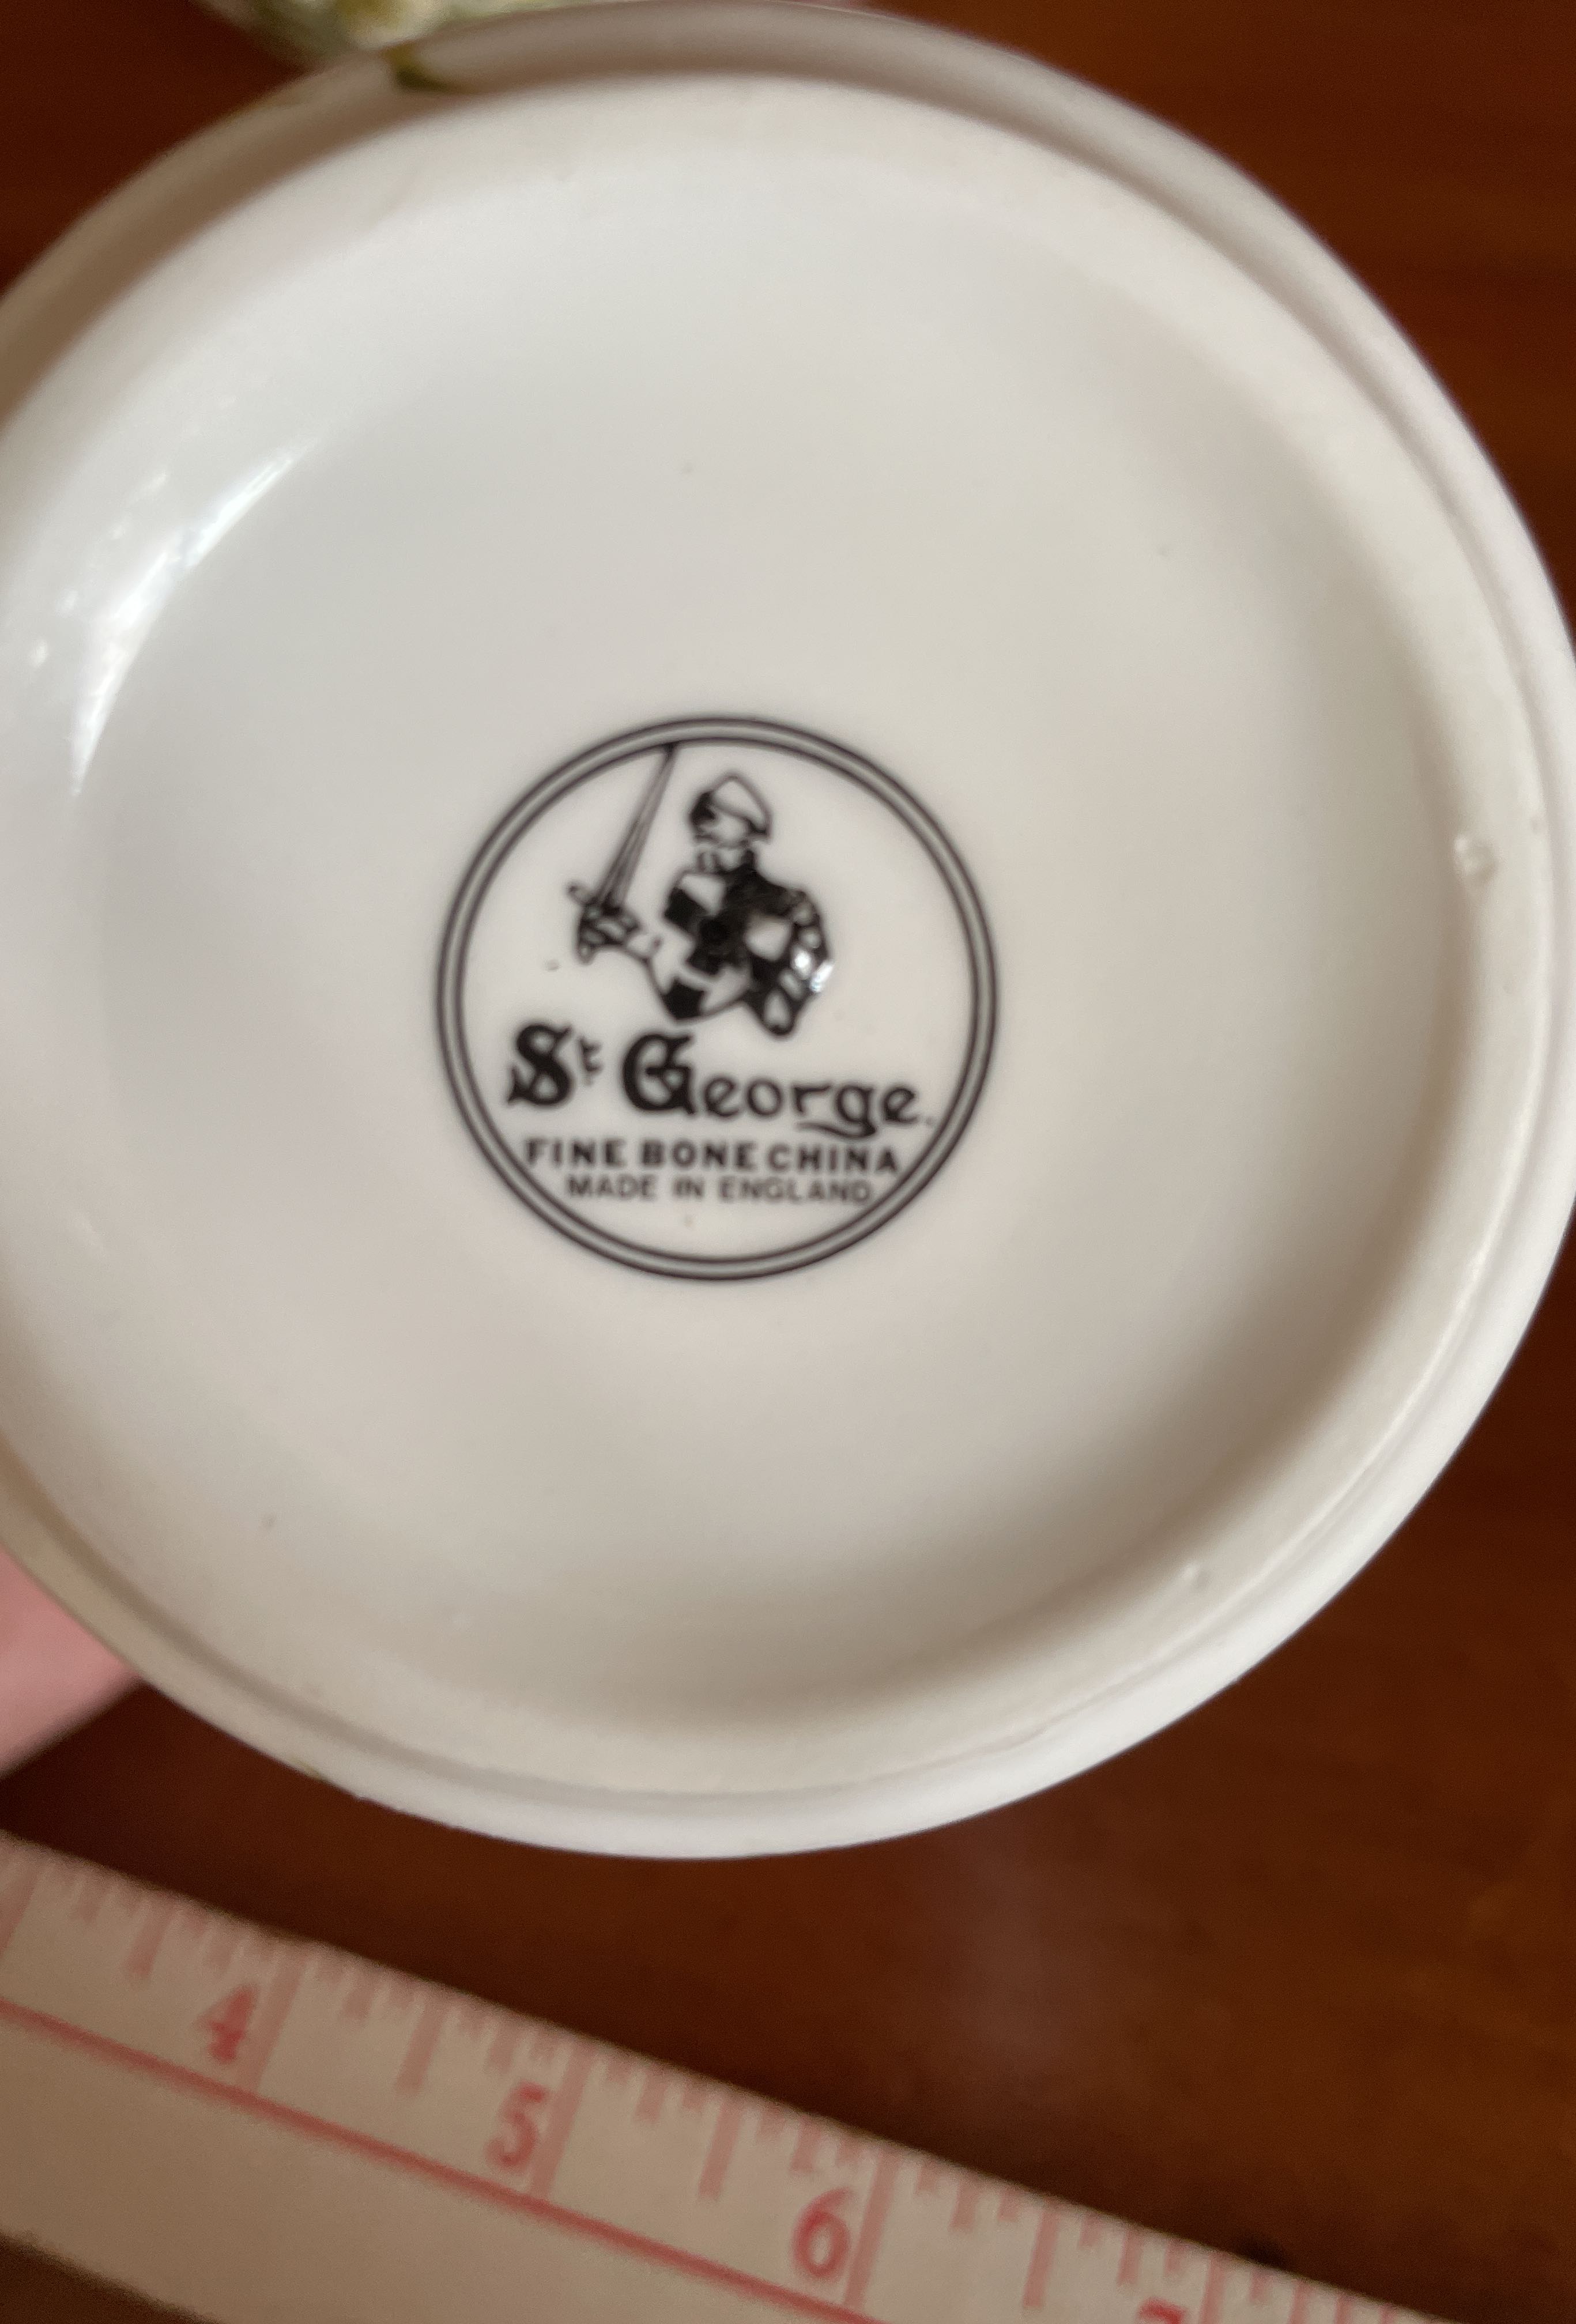 St George.
FINE BONE CHINA
MADE IN ENGLAND
4
5
6